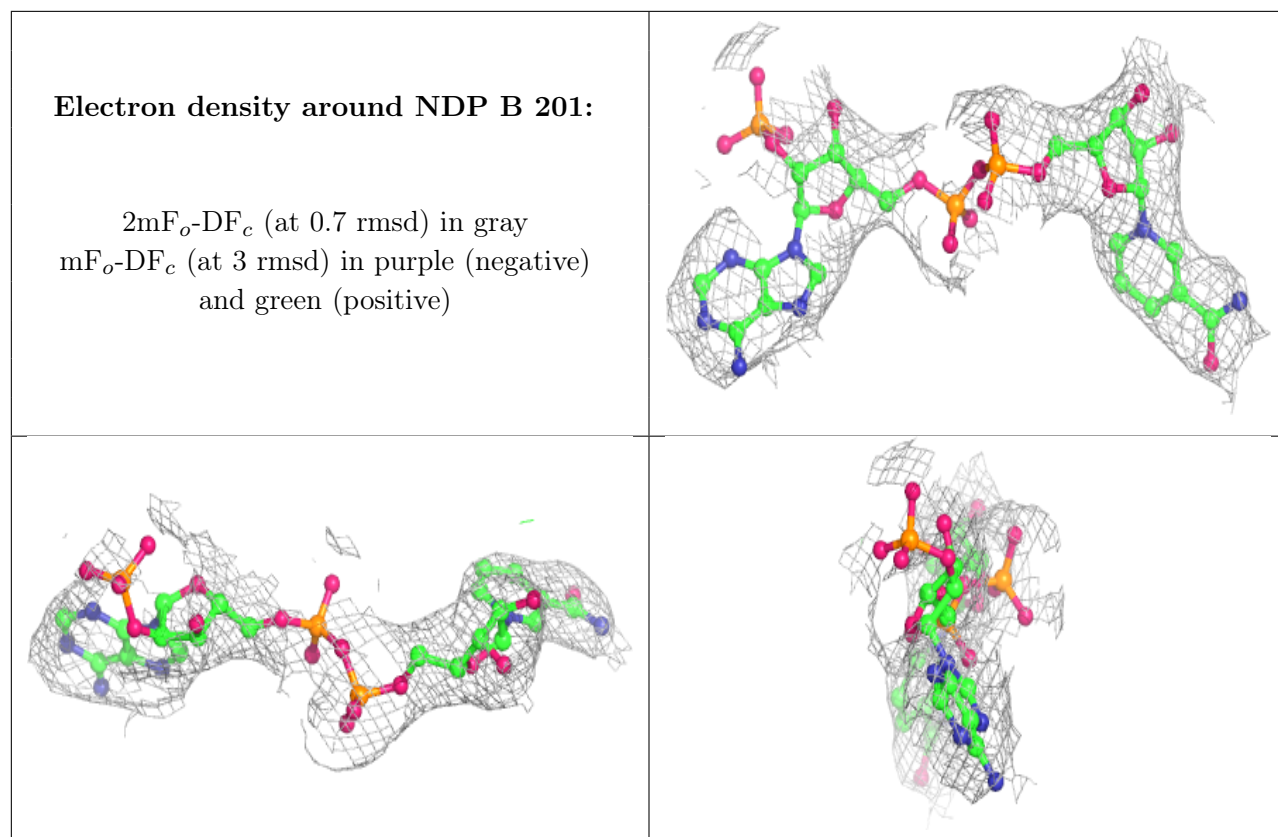 Electron density around NDP B 201:
2mFo-DFc (at 0.7 rmsd) in gray
mFo-DFc (at 3 rmsd) in purple (negative)
and green (positive)